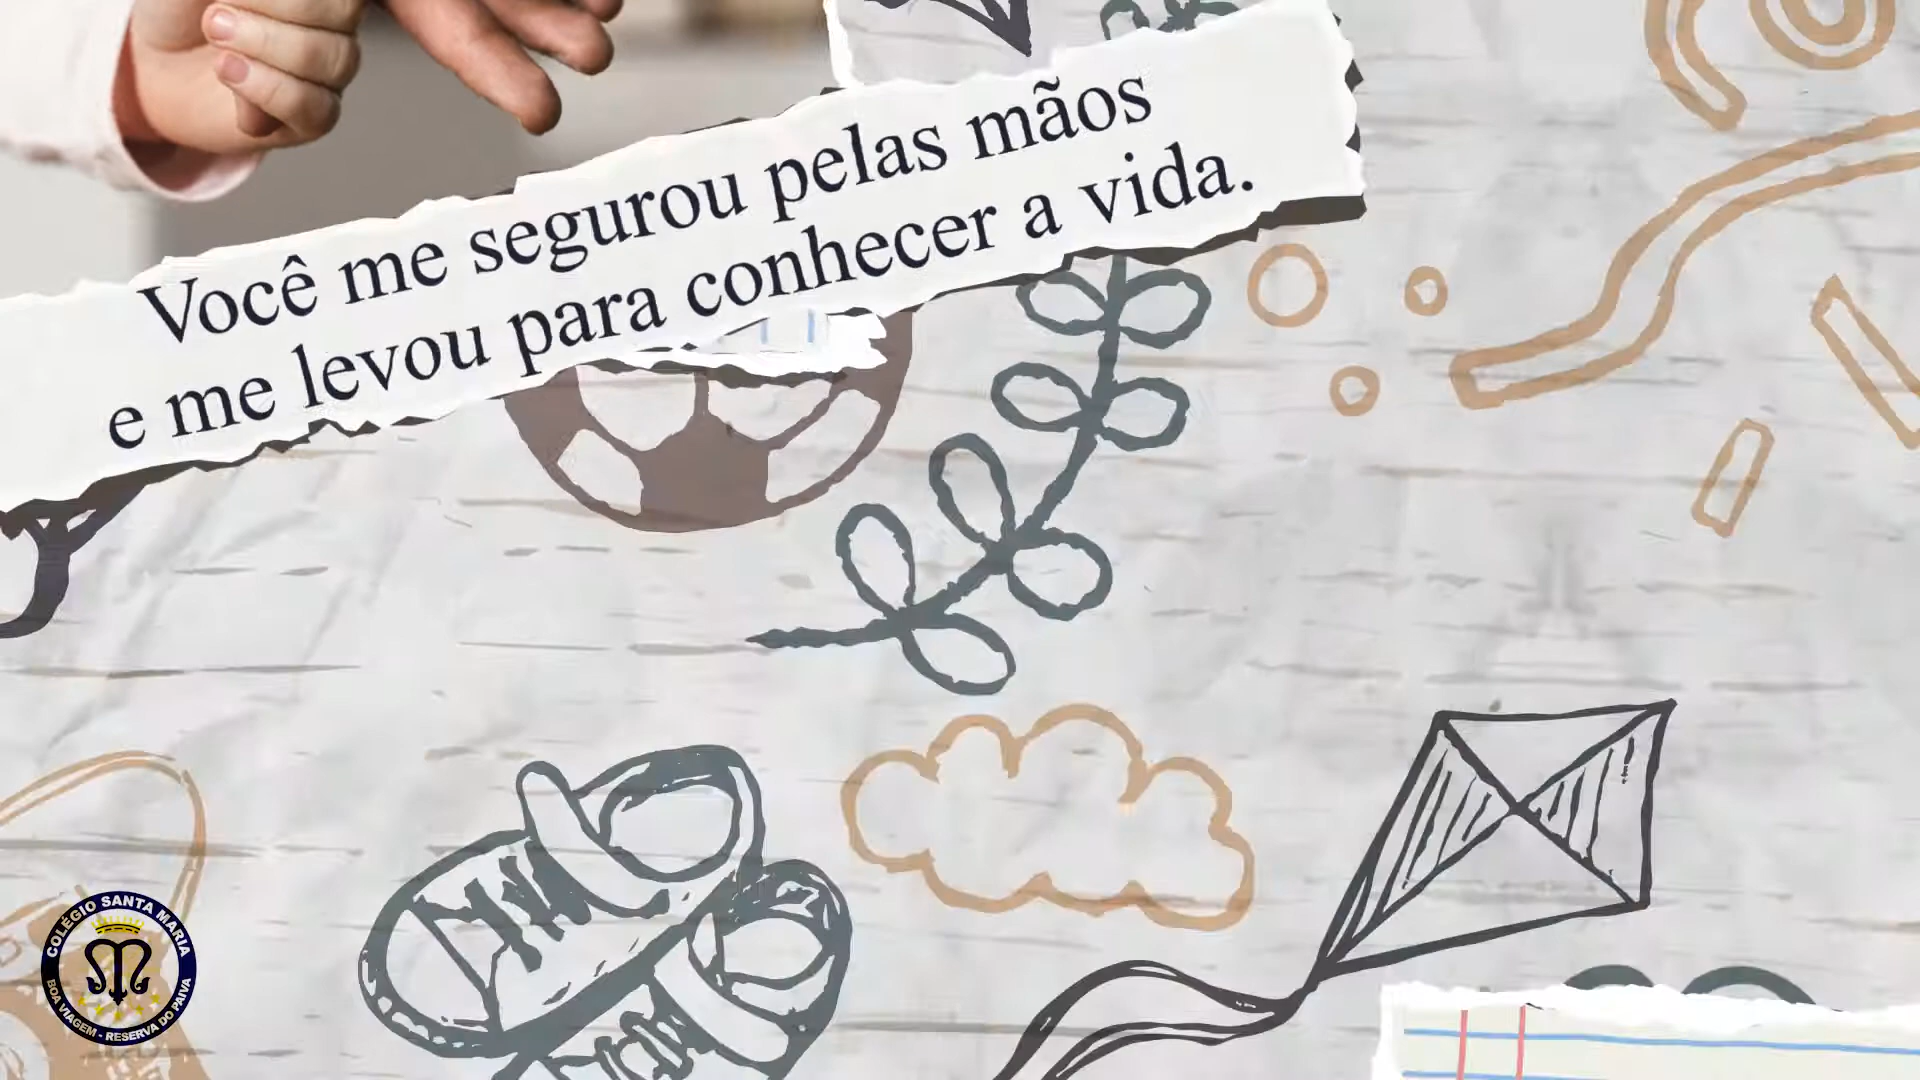 Você me segurou pelas mãos
e me levou para conhecer a vida.
COLÉGIO SANTA MARIA
BOA VIAGEM - RESERVA DO PAIVA